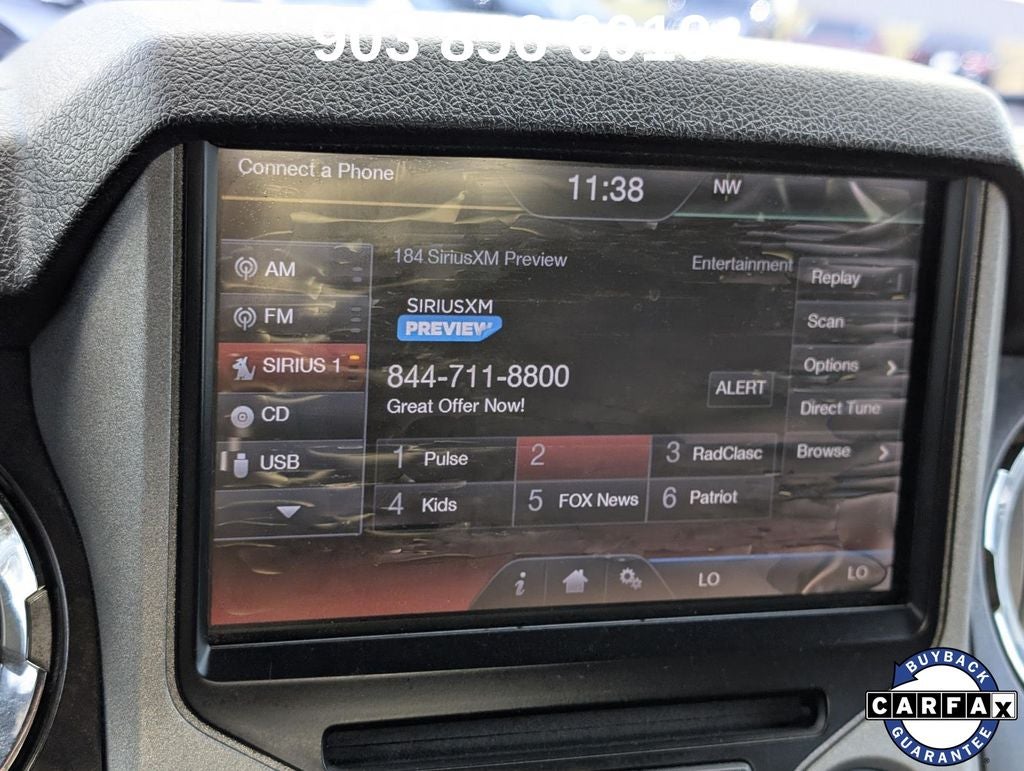 903 856
Connect a Phone
11:38
NW
AM
FM
SIRIUS 1
CD
USB
184 SiriusXM Preview
Entertainment
SIRIUSXM
PREVIEW
844-711-8800
Great Offer Now!
ALERT
1 Pulse
2
3 RadClasc
4 Kids
5 FOX News
6 Patriot
Replay
Scan
Options
Direct Tune
Browse
i
LO
LO
BUYBACK
CARFAX
GUARANTEE